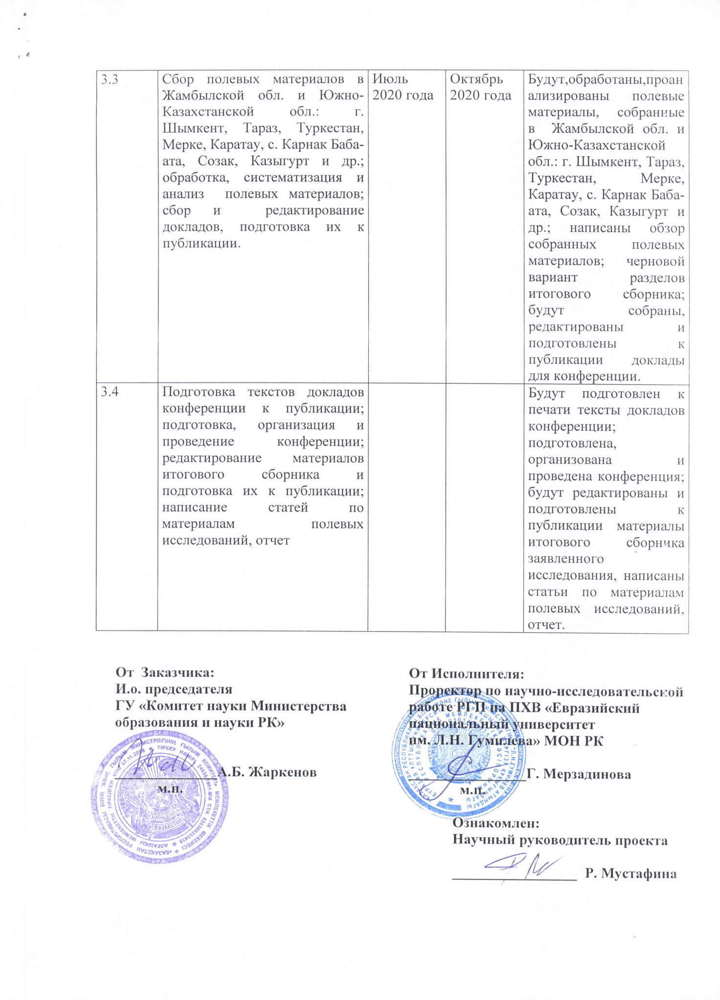 3.3
Сбор полевых материалов в
Жамбылской обл. и Южно-
Казахстанской обл.: г.
Шымкент, Тараз, Туркестан,
Мерке, Каратау, с. Карнак Баба-
ата, Созак, Казыгурт и др.;
обработка, систематизация и
анализ полевых материалов;
сбор и редактирование
докладов, подготовка их к
публикации.
Июль
2020 года
Октябрь
2020 года
Будут,обработаны,проан
ализированы полевые
материалы, собранные
в Жамбылской обл. и
Южно-Казахстанской
обл.: г. Шымкент, Тараз,
Туркестан, Мерке,
Каратау, с. Карнак Баба-
ата, Созак, Казыгурт и
др.; написаны обзор
собранных полевых
материалов; черновой
вариант разделов
итогового сборника;
будут собраны,
редактированы и
подготовлены к
публикации доклады
для конференции.
3.4
Подготовка текстов докладов
конференции к публикации;
подготовка, организация и
проведение конференции;
редактирование материалов
итогового сборника и
подготовка их к публикации;
написание статей по
материалам полевых
исследований, отчет
Будут подготовлен к
печати тексты докладов
конференции;
подготовлена,
организована и
проведена конференция;
будут редактированы и
подготовлены к
публикации материалы
итогового сборника
заявленного
исследования, написаны
статьи по материалам
полевых исследований,
отчет.
От Заказчика:
И.о. председателя
ГУ «Комитет науки Министерства
образования и науки РК»
А.Б. Жаркенов
м.п.
ҚАЗАҚСТАН
От Исполнителя:
Проректор по научно-исследовательской
работе РГП на ПХВ «Евразийский
национальный университет
им. Л.Н. Гумилева» МОН РК
Г. Мерзадинова
м.п.
Ознакомлен:
Научный руководитель проекта
Р. Мустафина